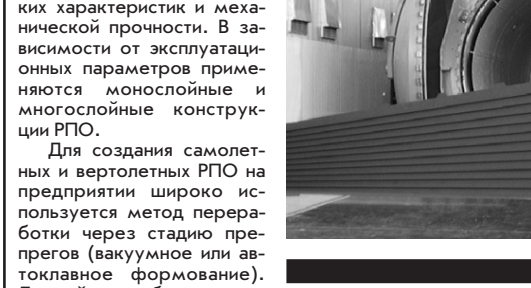 ких характеристик и меха-
нической прочности. В за-
висимости от эксплуатаци-
онных параметров приме-
няются монослойные и
многослойные конструк-
ции РПО.
Для создания самолет-
ных и вертолетных РПО на
предприятии широко ис-
пользуется метод перера-
ботки через стадию пре-
прегов (вакуумное или ав-
токлавное формование).